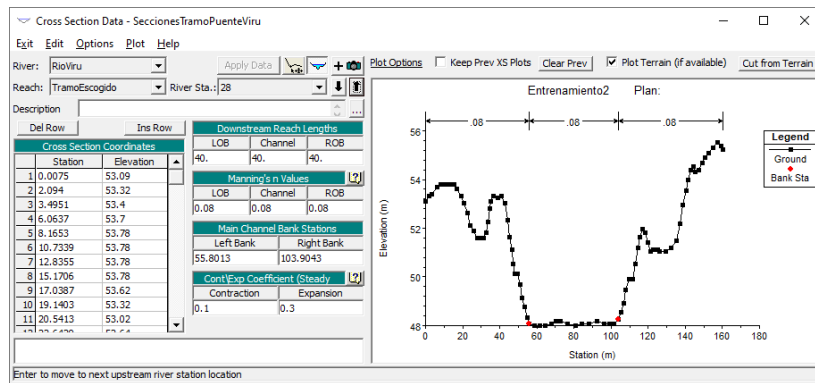 Cross Section Data - SeccionesTramoPuenteViru
Exit Edit Options Plot Help
River: RioViru Apply Data
Plot Options Keep Prev XS Plots Clear Prev Plot Terrain (if available) Cut from Terrain
Reach: TramoEscogido River Sta.: 28
Description ...
Del Row Ins Row
Cross Section Coordinates
Station Elevation
1 0.0075 53.09
2 2.094 53.32
3 3.4951 53.4
4 6.0637 53.7
5 8.1653 53.78
6 10.7339 53.78
7 12.8355 53.78
8 15.1706 53.78
9 17.0387 53.62
10 19.1403 53.32
11 20.5413 53.02
Downstream Reach Lengths
LOB Channel ROB
40. 40. 40.
Manning's n Values
LOB Channel ROB
0.08 0.08 0.08
Main Channel Bank Stations
Left Bank Right Bank
55.8013 103.9043
Cont\Exp Coefficient (Steady
Contraction Expansion
0.1 0.3
Entrenamiento2 Plan:
.08 .08 .08
56
54
52
50
48
Elevation (m)
0 20 40 60 80 100 120 140 160 180
Station (m)
Legend
Ground
Bank Sta
Enter to move to next upstream river station location